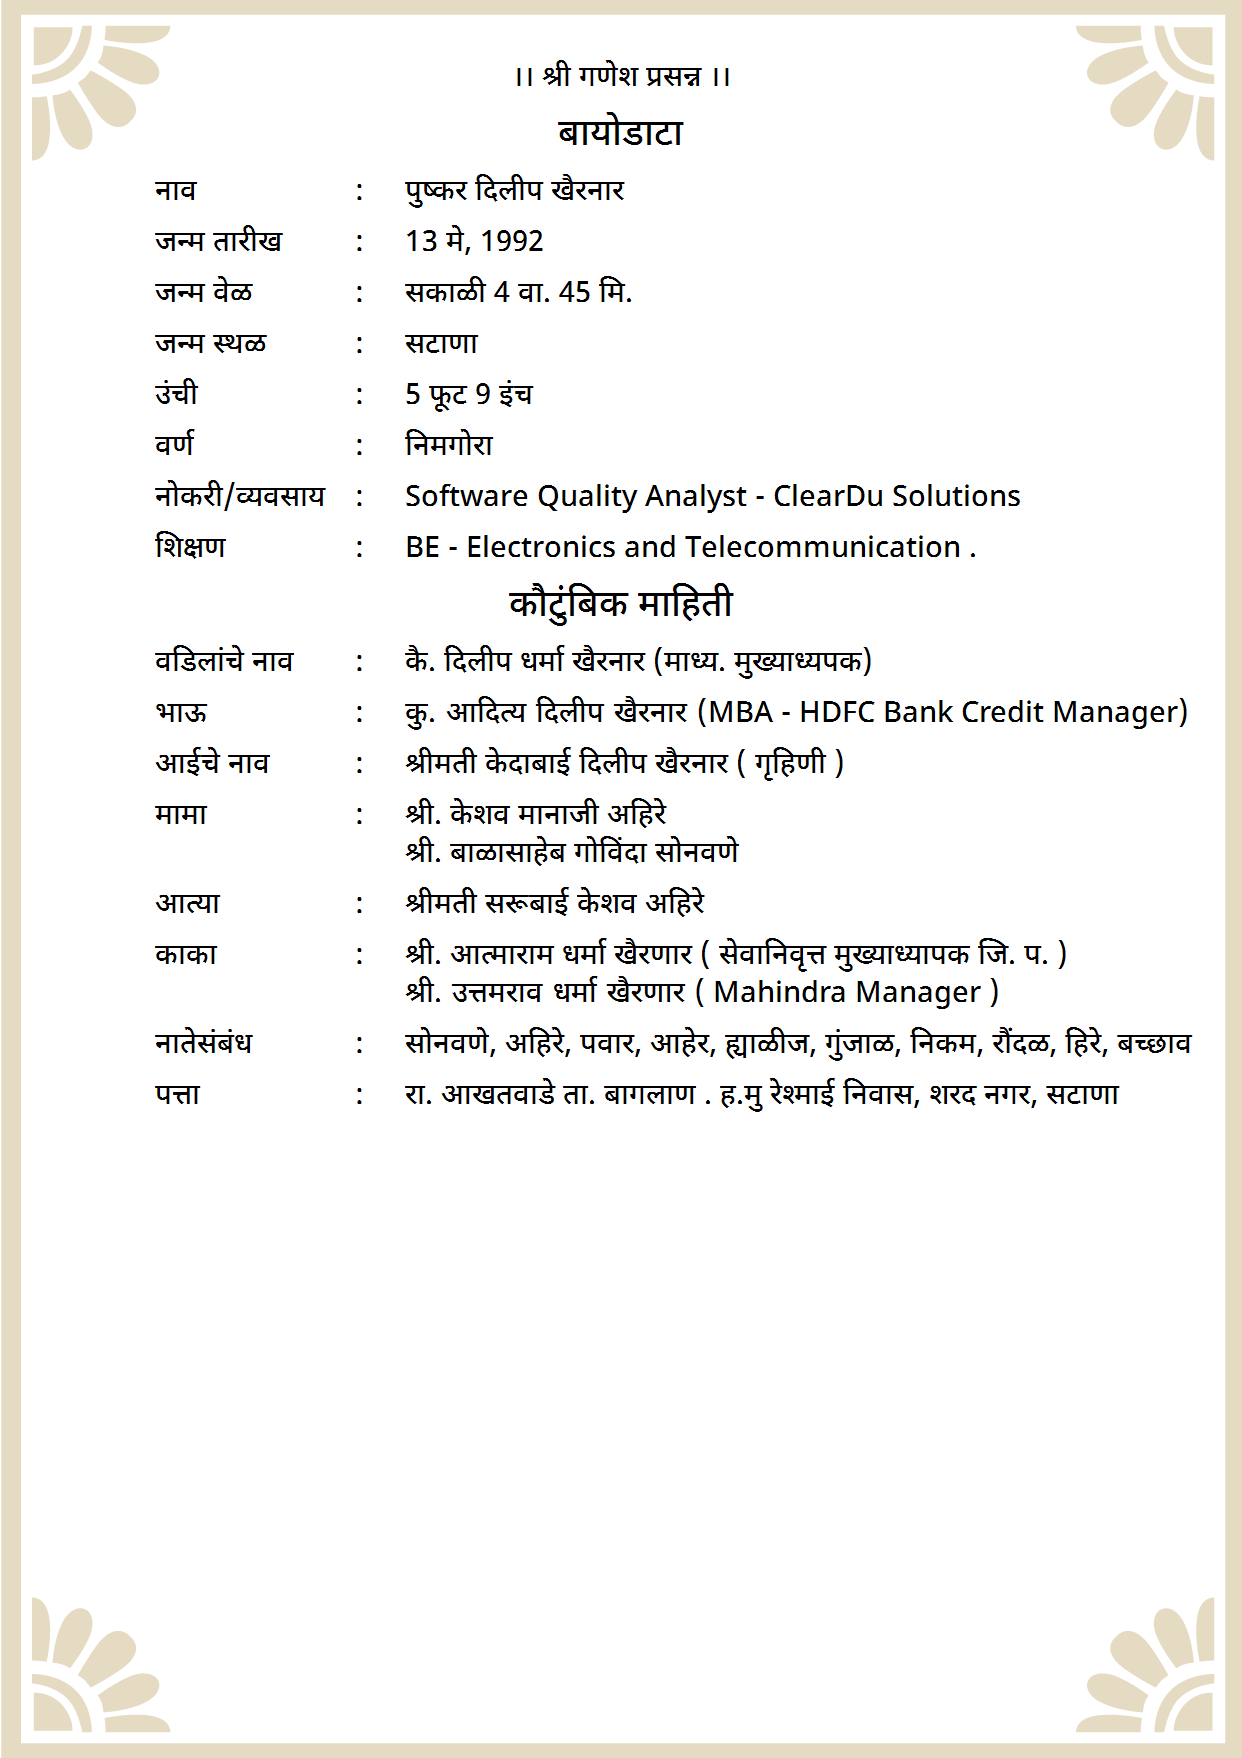 ।। श्री गणेश प्रसन्न ।।
बायोडाटा
नाव : पुष्कर दिलीप खैरनार
जन्म तारीख : 13 मे, 1992
जन्म वेळ : सकाळी 4 वा. 45 मि.
जन्म स्थळ : सटाणा
उंची : 5 फूट 9 इंच
वर्ण : निमगोरा
नोकरी/व्यवसाय : Software Quality Analyst - ClearDu Solutions
शिक्षण : BE - Electronics and Telecommunication .
कौटुंबिक माहिती
वडिलांचे नाव : कै. दिलीप धर्मा खैरनार (माध्य. मुख्याध्यपक)
भाऊ : कु. आदित्य दिलीप खैरनार (MBA - HDFC Bank Credit Manager)
आईचे नाव : श्रीमती केदाबाई दिलीप खैरनार ( गृहिणी )
मामा : श्री. केशव मानाजी अहिरे
श्री. बाळासाहेब गोविंदा सोनवणे
आत्या : श्रीमती सरूबाई केशव अहिरे
काका : श्री. आत्माराम धर्मा खैरणार ( सेवानिवृत्त मुख्याध्यापक जि. प. )
श्री. उत्तमराव धर्मा खैरणार ( Mahindra Manager )
नातेसंबंध : सोनवणे, अहिरे, पवार, आहेर, ह्याळीज, गुंजाळ, निकम, रौंदळ, हिरे, बच्छाव
पत्ता : रा. आखतवाडे ता. बागलाण . ह.मु रेश्माई निवास, शरद नगर, सटाणा